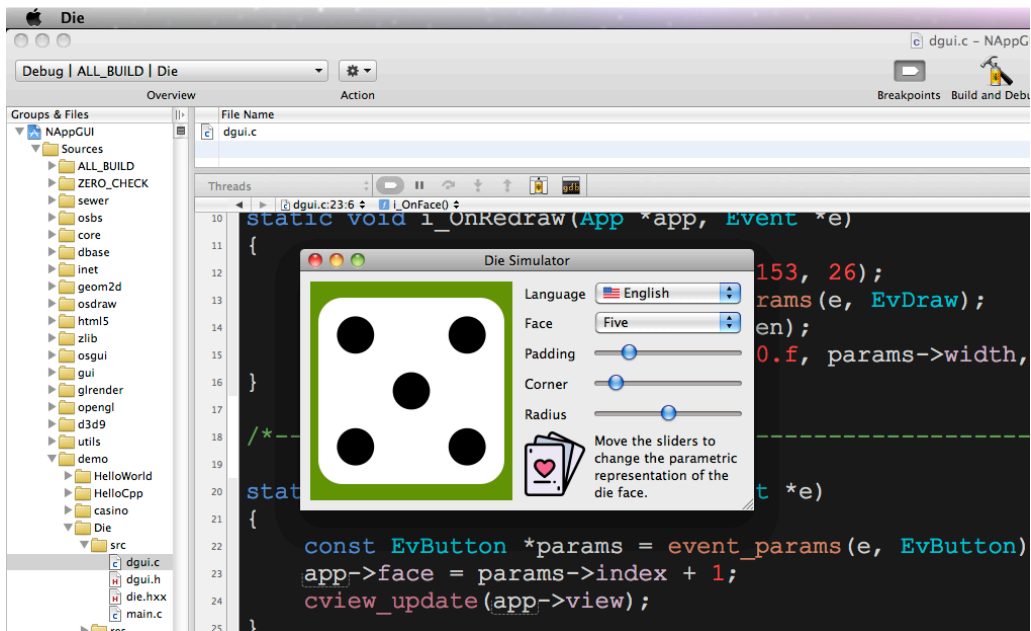 Die
dgui.c – NAppG
Debug | ALL_BUILD | Die
Overview
Action
Breakpoints
Build and Debu
Groups & Files
File Name
NAppGUI
dgui.c
Sources
ALL_BUILD
ZERO_CHECK
sewer
osbs
core
dbase
inet
geom2d
osdraw
html5
zlib
osgui
gui
glrender
opengl
d3d9
utils
demo
HelloWorld
HelloCpp
casino
Die
src
dgui.c
dgui.h
die.hxx
main.c
Threads
gdb
dgui.c:23:6
i_OnFace()
10 static void i_OnRedraw(App *app, Event *e)
11 {
12 153, 26);
13 rams(e, EvDraw);
14 en);
15 0.f, params->width,
16 }
17
18 /*--
19
20 stat t *e)
21 {
22 const EvButton *params = event_params(e, EvButton)
23 app->face = params->index + 1;
24 cview_update(app->view);
25 }
Die Simulator
Language English
Face Five
Padding
Corner
Radius
Move the sliders to
change the parametric
representation of the
die face.